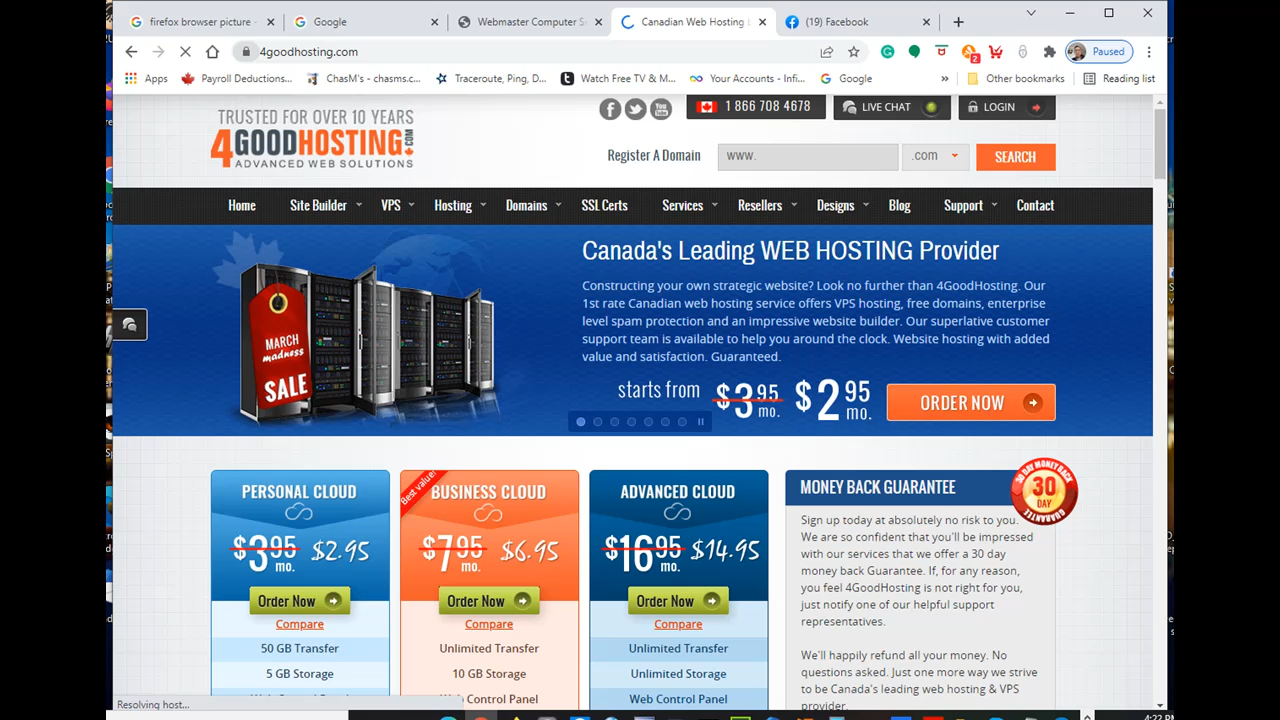 firefox browser picture -
Google
Webmaster Computer S
Canadian Web Hosting
(19) Facebook
4goodhosting.com
Paused
2
Apps
Payroll Deductions...
ChasM's - chasms.c...
Traceroute, Ping, D...
Watch Free TV & M...
Your Accounts - Infi...
Google
»
Other bookmarks
Reading list
TRUSTED FOR OVER 10 YEARS
4GOODHOSTING.COM
ADVANCED WEB SOLUTIONS
1 866 708 4678
LIVE CHAT
LOGIN
Register A Domain
www.
.com
SEARCH
Home
Site Builder
VPS
Hosting
Domains
SSL Certs
Services
Resellers
Designs
Blog
Support
Contact
MARCH
madness
SALE
Canada's Leading WEB HOSTING Provider
Constructing your own strategic website? Look no further than 4GoodHosting. Our
1st rate Canadian web hosting service offers VPS hosting, free domains, enterprise
level spam protection and an impressive website builder. Our superlative customer
support team is available to help you around the clock. Website hosting with added
value and satisfaction. Guaranteed.
starts from $3.95 mo. $2.95 mo.
ORDER NOW
PERSONAL CLOUD
$3.95 mo. $2.95
Order Now
Compare
50 GB Transfer
5 GB Storage
Best value!
BUSINESS CLOUD
$7.95 mo. $6.95
Order Now
Compare
Unlimited Transfer
10 GB Storage
Control Panel
ADVANCED CLOUD
$16.95 mo. $14.95
Order Now
Compare
Unlimited Transfer
Unlimited Storage
Web Control Panel
MONEY BACK GUARANTEE
30
DAY
Sign up today at absolutely no risk to you.
We are so confident that you'll be impressed
with our services that we offer a 30 day
money back Guarantee. If, for any reason,
you feel 4GoodHosting is not right for you,
just notify one of our helpful support
representatives.
We'll happily refund all your money. No
questions asked. Just one more way we strive
to be Canada's leading web hosting & VPS
provider.
Resolving host...
4:22 PM